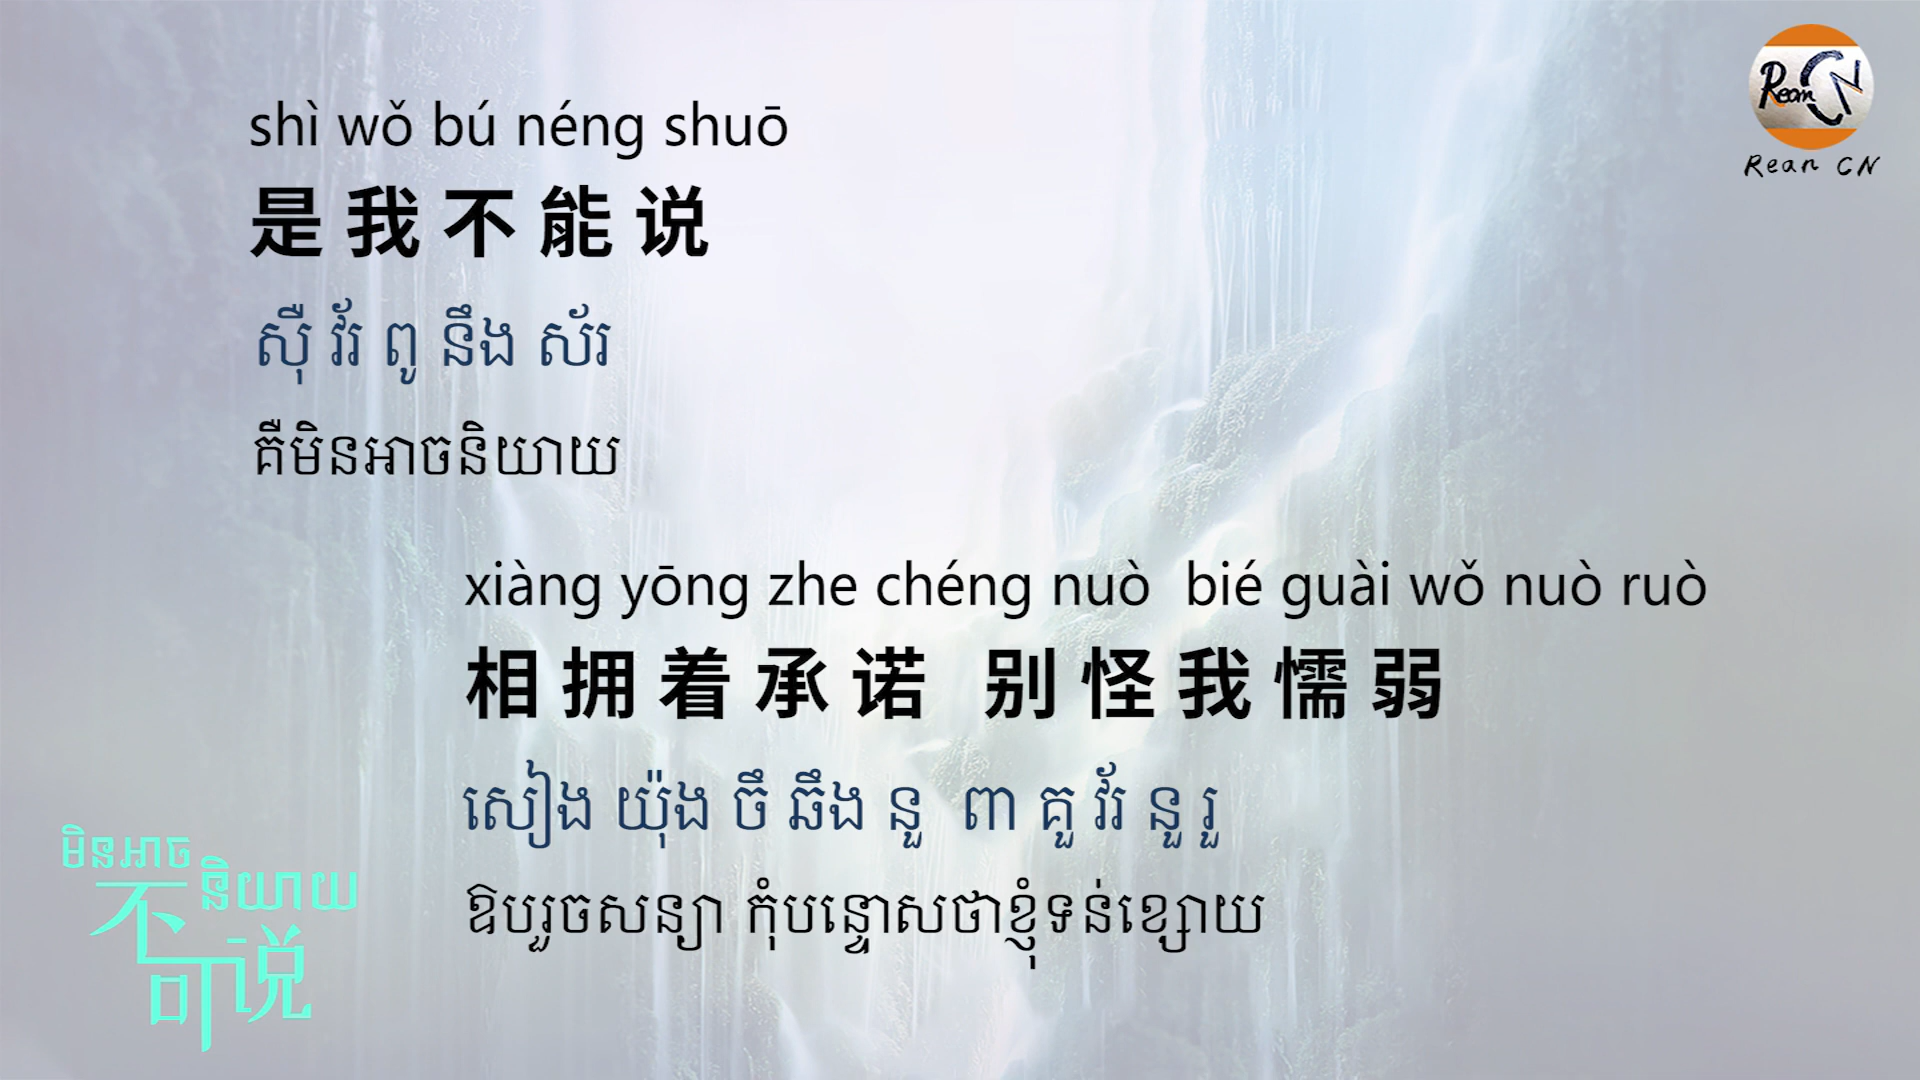 Rean CN
Rean CN
shì wǒ bú néng shuō
是我不能说
ស៊ឺ វ័រ ពូ នឹង ស័រ
គឺមិនអាចនិយាយ
xiàng yōng zhe chéng nuò  bié guài wǒ nuò ruò
相拥着承诺 别怪我懦弱
សៀង យ៉ុង ចឹ ឆឹង នួ ពា គួ វ័រ នួ រួ
ឱបរួចសន្យា កុំបន្ទោសថាខ្ញុំទន់ខ្សោយ
មិនអាច
និយាយ
不可说